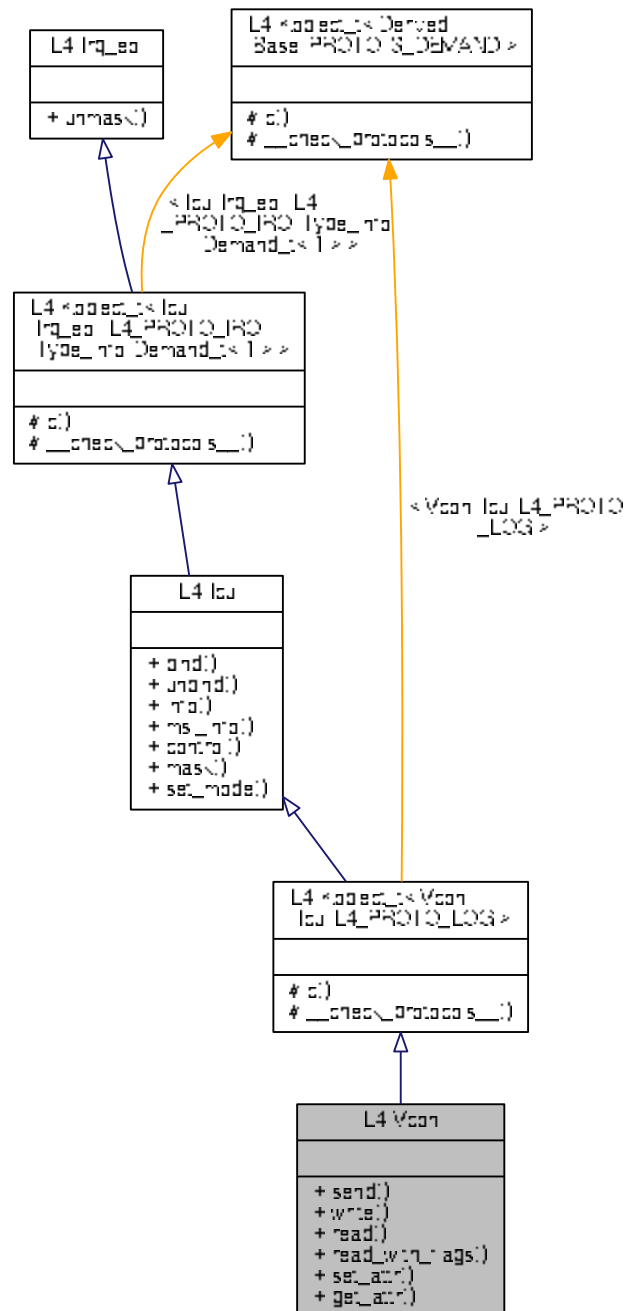 L4 Irq_eoi
+ unmask()
L4 Kobject_t< Derived
Base PROTO S_DEMAND >
# c()
# __check_protocols__()
< Icu Irq_eoi L4
_PROTO_IRQ Type_info
Demand_t< 1 > >
L4 Kobject_t< Icu
Irq_eoi L4_PROTO_IRQ
Type_info Demand_t< 1 > >
# c()
# __check_protocols__()
< Vcon Icu L4_PROTO
_LOG >
L4 Icu
+ bind()
+ unbind()
+ info()
+ msi_info()
+ control()
+ mask()
+ set_mode()
L4 Kobject_t< Vcon
Icu L4_PROTO_LOG >
# c()
# __check_protocols__()
L4 Vcon
+ send()
+ write()
+ read()
+ read_with_flags()
+ set_attr()
+ get_attr()